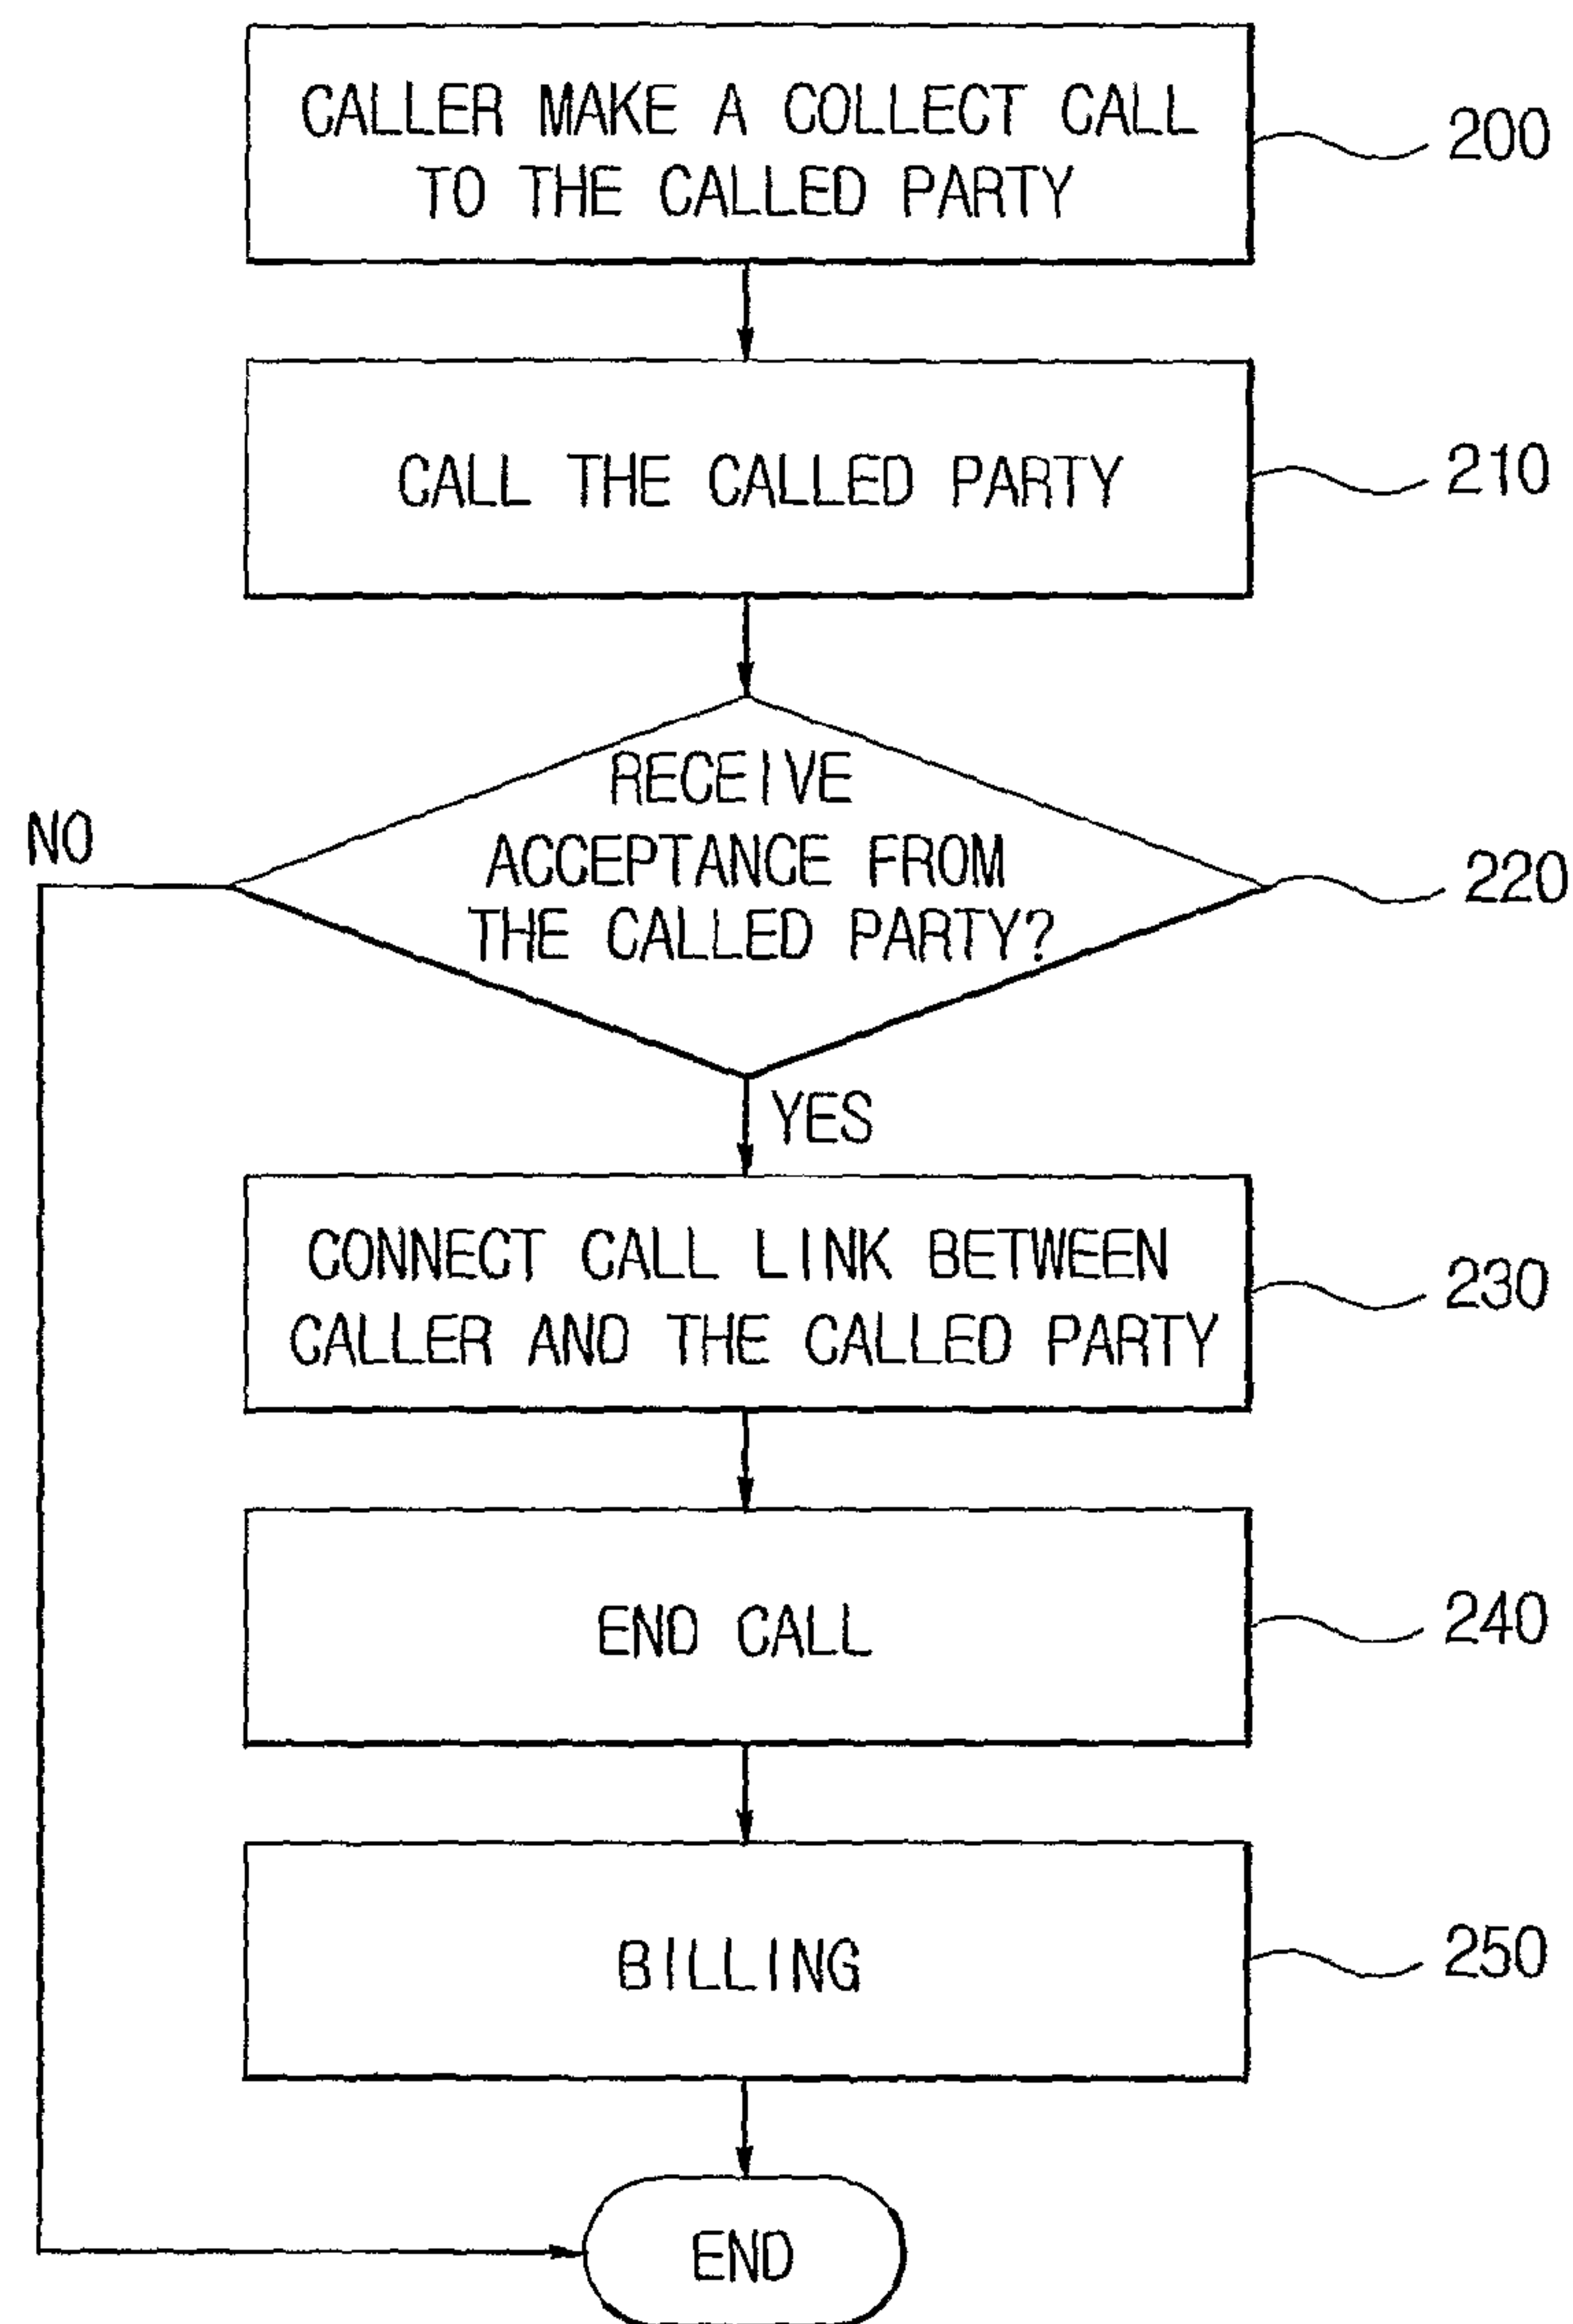 CALLER MAKE A COLLECT CALL
TO THE CALLED PARTY
200
CALL THE CALLED PARTY
210
RECEIVE
ACCEPTANCE FROM
THE CALLED PARTY?
NO
220
YES
CONNECT CALL LINK BETWEEN
CALLER AND THE CALLED PARTY
230
END CALL
240
BILLING
250
END